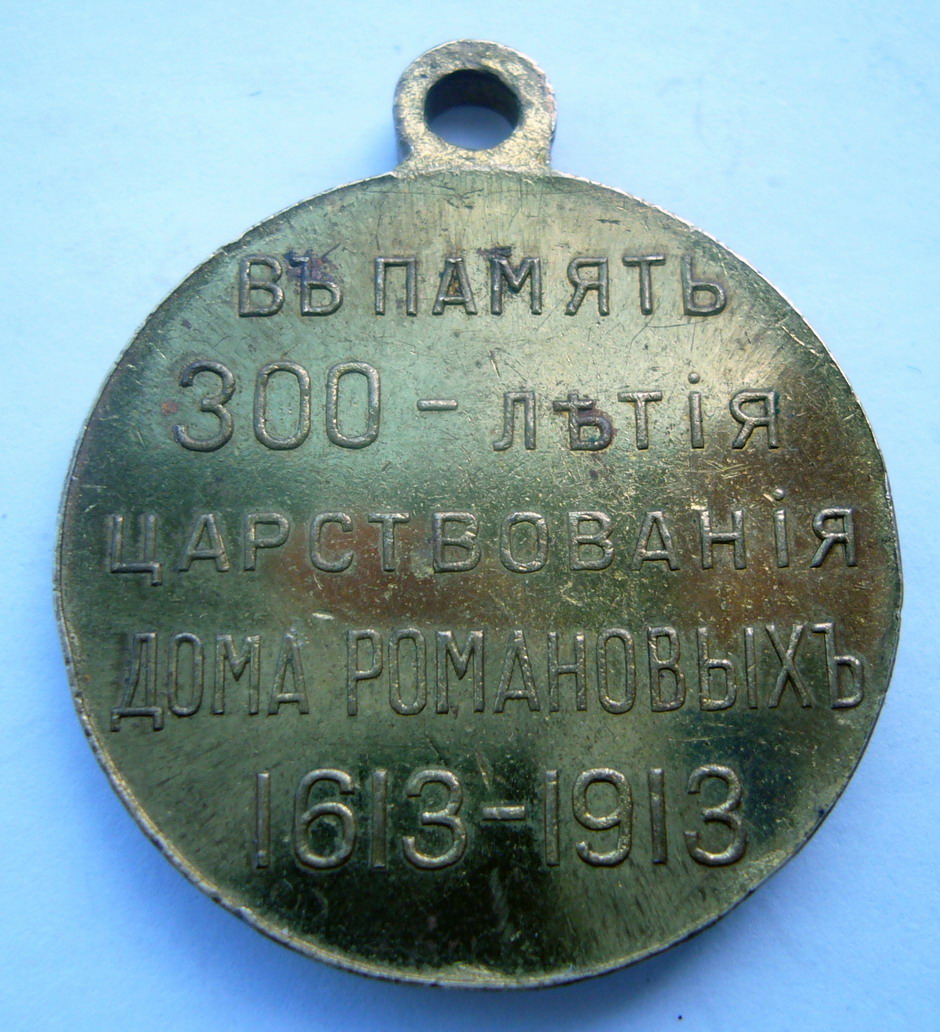 ВЪ ПАМЯТЬ
300-ЛѢТІЯ
ЦАРСТВОВАНІЯ
ДОМА РОМАНОВЫХЪ
1613-1913